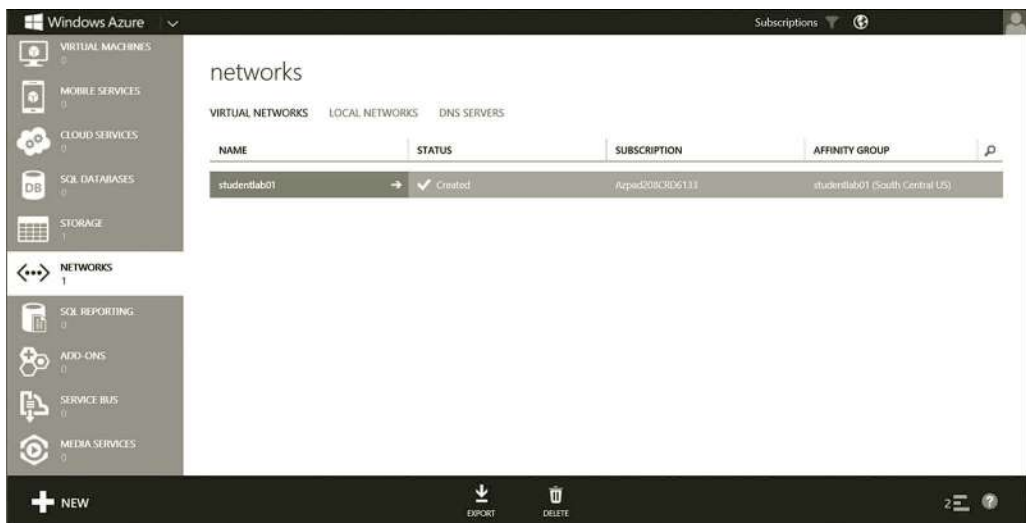 Windows Azure
Subscriptions
VIRTUAL MACHINES
0
MOBILE SERVICES
0
CLOUD SERVICES
0
DB
SQL DATABASES
0
STORAGE
1
NETWORKS
1
SQL REPORTING
0
ADD-ONS
0
SERVICE BUS
0
MEDIA SERVICES
0
networks
VIRTUAL NETWORKS LOCAL NETWORKS DNS SERVERS
NAME STATUS SUBSCRIPTION AFFINITY GROUP
studentlab01 Created Azpad208CRD6133 studentlab01 (South Central US)
NEW
EXPORT
DELETE
2
?